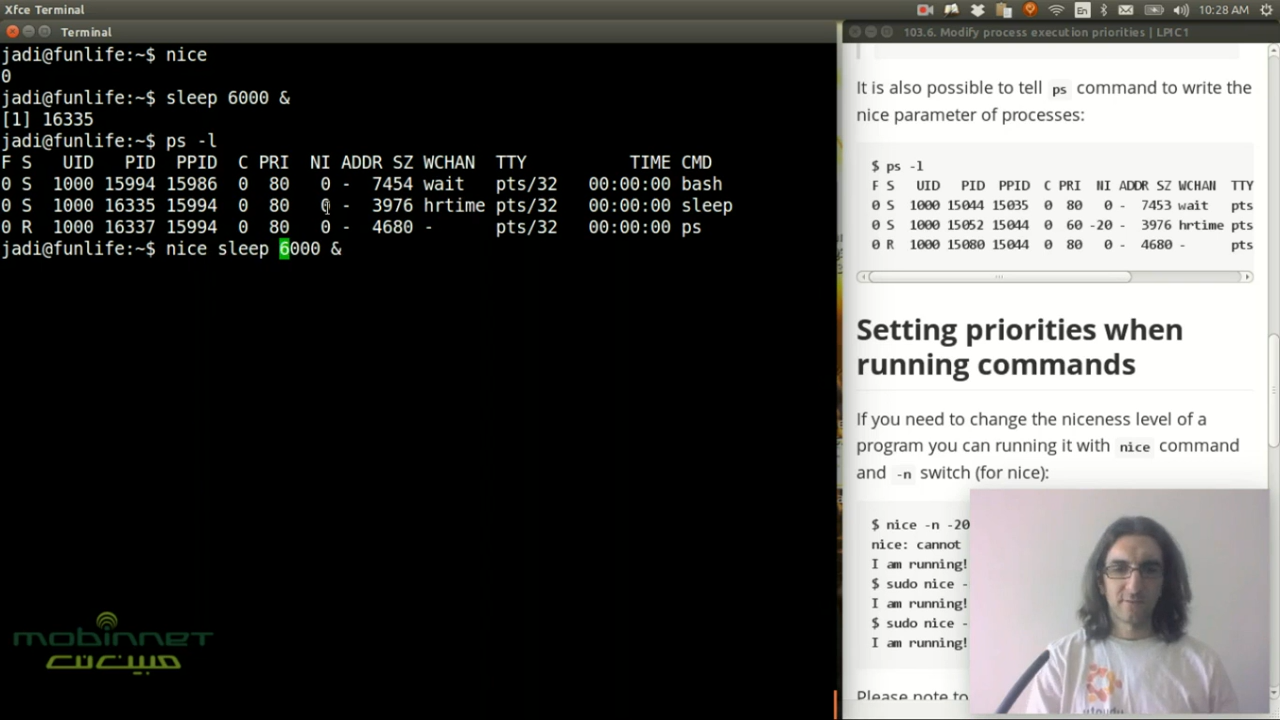 Xfce Terminal
En
10:28 AM
Terminal
jadi@funlife:~$ nice
0
jadi@funlife:~$ sleep 6000 &
[1] 16335
jadi@funlife:~$ ps -l
F S UID PID PPID C PRI NI ADDR SZ WCHAN TTY TIME CMD
0 S 1000 15994 15986 0 80 0 - 7454 wait pts/32 00:00:00 bash
0 S 1000 16335 15994 0 80 0 - 3976 hrtime pts/32 00:00:00 sleep
0 R 1000 16337 15994 0 80 0 - 4680 - pts/32 00:00:00 ps
jadi@funlife:~$ nice sleep 6000 &
mobinnet
مبین‌نت
103.6. Modify process execution priorities | LPIC1
It is also possible to tell ps command to write the
nice parameter of processes:
$ ps -l
F S UID PID PPID C PRI NI ADDR SZ WCHAN TTY
0 S 1000 15044 15035 0 80 0 - 7453 wait pts
0 S 1000 15052 15044 0 60 -20 - 3976 hrtime pts
0 R 1000 15080 15044 0 80 0 - 4680 - pts
Setting priorities when
running commands
If you need to change the niceness level of a
program you can running it with nice command
and -n switch (for nice):
$ nice -n -20
nice: cannot
I am running!
$ sudo nice -
I am running!
$ sudo nice -
I am running!
Please note to